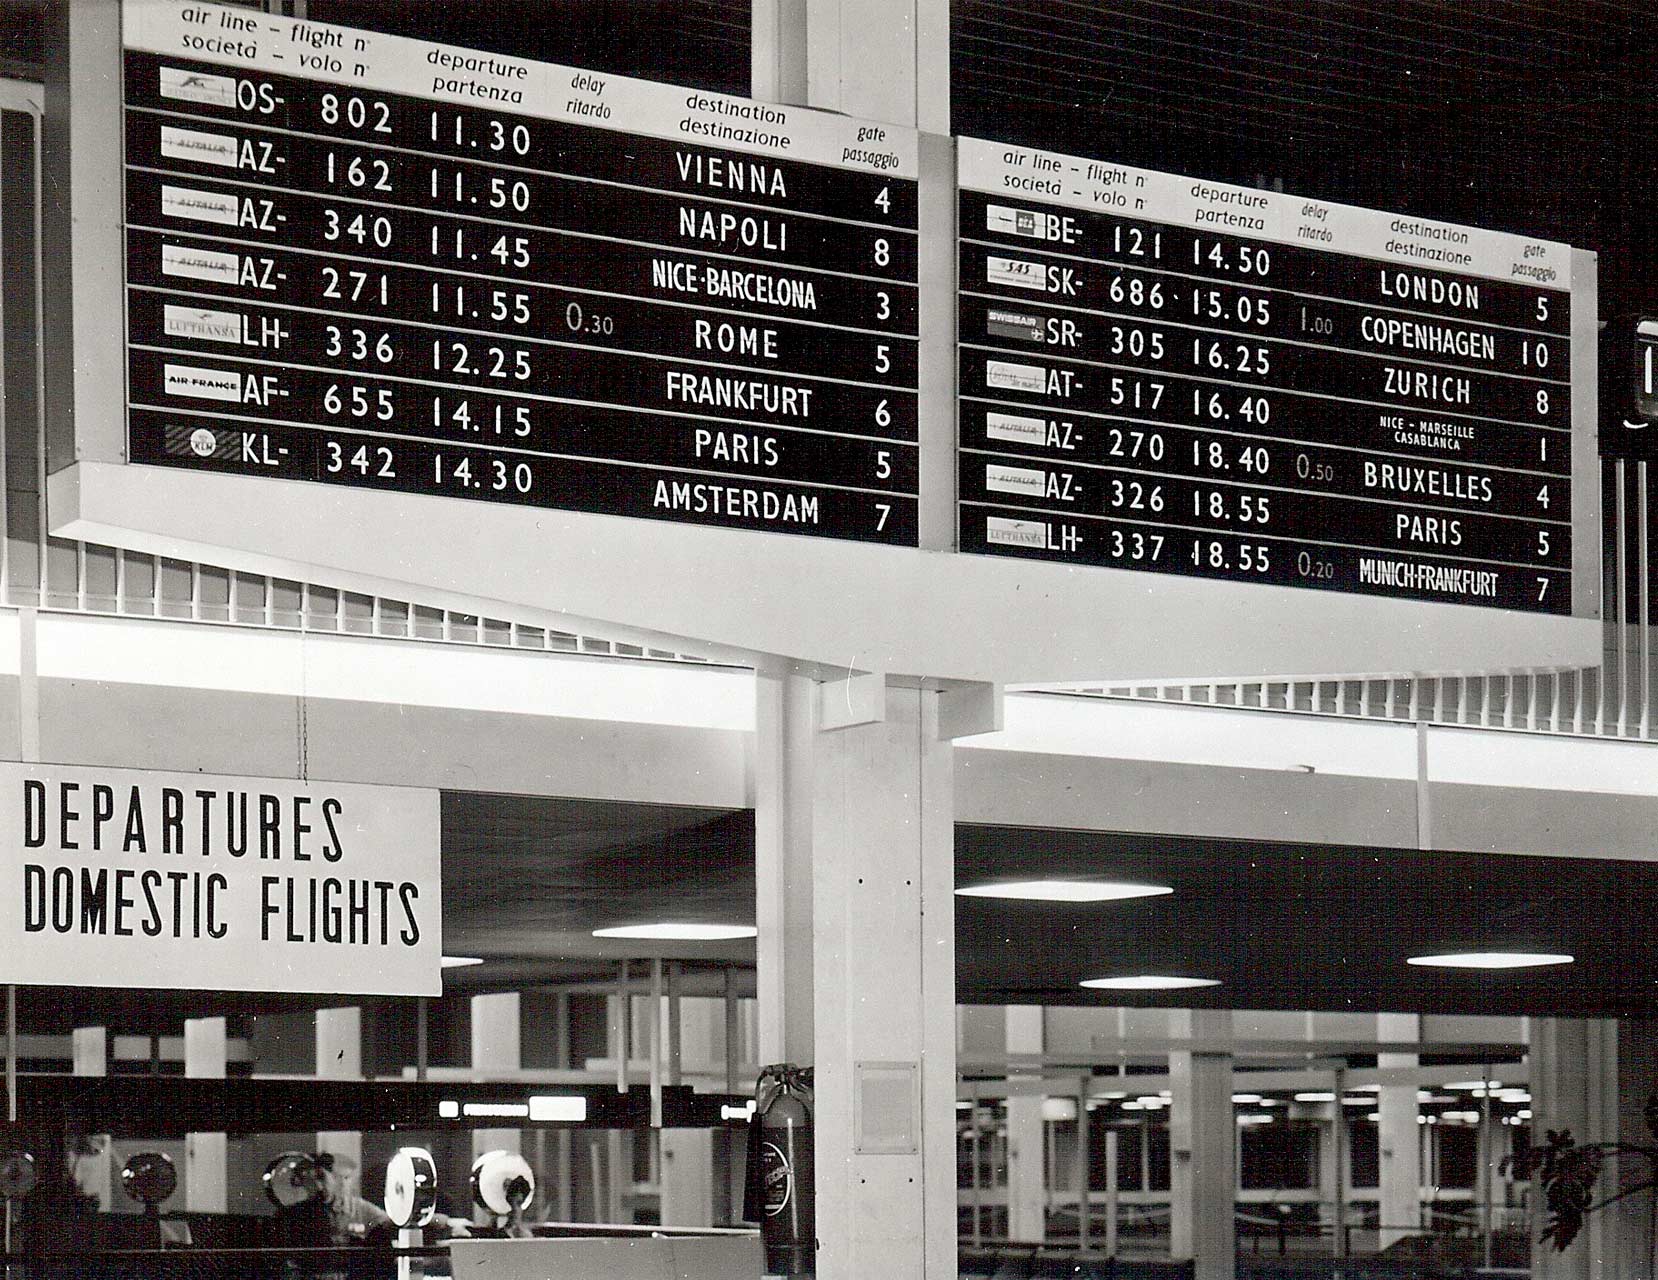 air line - flight n° departure delay destination gate
società - volo n° partenza ritardo destinazione passaggio
OS- 802 11.30 VIENNA 4
ALITALIA AZ- 162 11.50 NAPOLI 8
ALITALIA AZ- 340 11.45 NICE-BARCELONA 3
ALITALIA AZ- 271 11.55 0.30 ROME 5
LUFTHANSA LH- 336 12.25 FRANKFURT 6
AIR FRANCE AF- 655 14.15 PARIS 5
KLM KL- 342 14.30 AMSTERDAM 7
air line - flight n° departure delay destination gate
società - volo n° partenza ritardo destinazione passaggio
BEA BE- 121 14.50 LONDON 5
SAS SK- 686 15.05 1.00 COPENHAGEN 10
SWISSAIR SR- 305 16.25 ZURICH 8
AT- 517 16.40 NICE - MARSEILLE
CASABLANCA 1
ALITALIA AZ- 270 18.40 0.50 BRUXELLES 4
ALITALIA AZ- 326 18.55 PARIS 5
LUFTHANSA LH- 337 18.55 0.20 MUNICH-FRANKFURT 7
1
DEPARTURES
DOMESTIC FLIGHTS